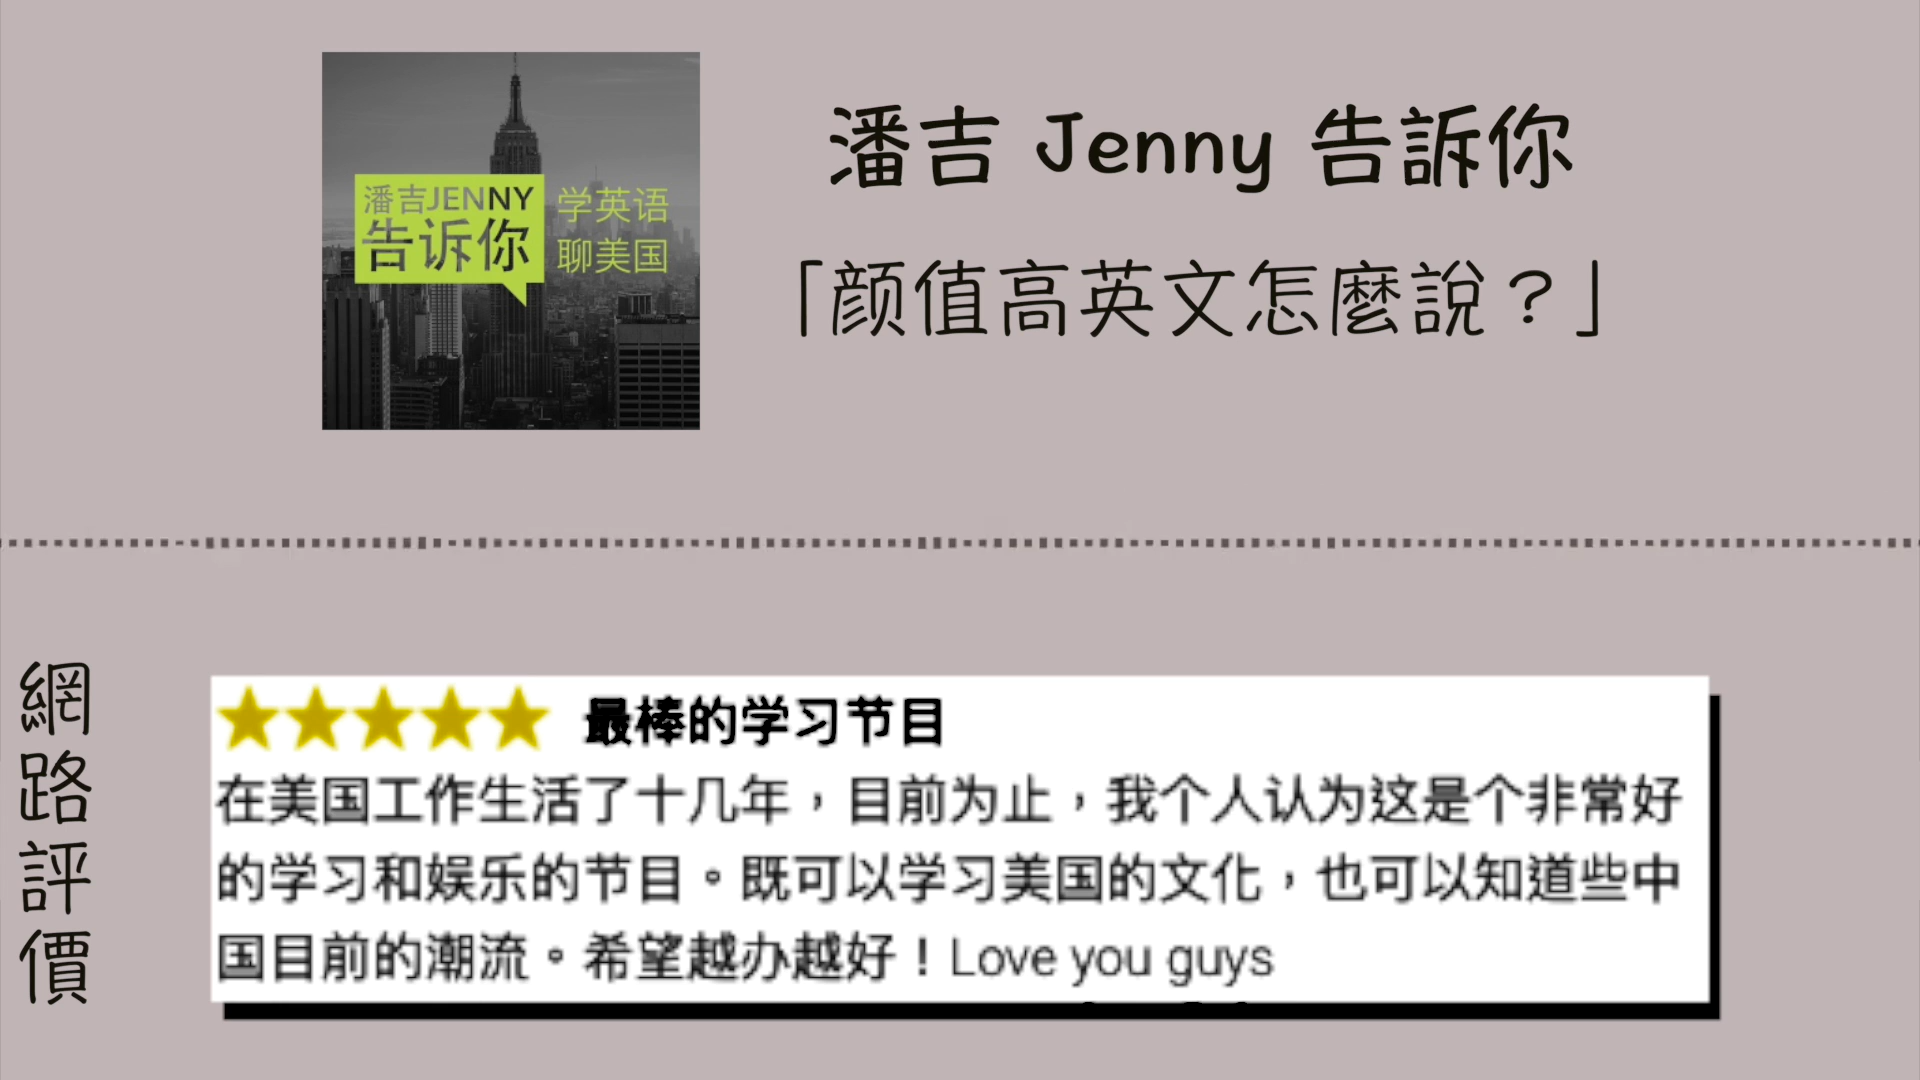 潘吉JENNY
告诉你
学英语
聊美国
潘吉 Jenny 告訴你
「颜值高英文怎麼說？」
網路評價
最棒的学习节目
在美国工作生活了十几年，目前为止，我个人认为这是个非常好
的学习和娱乐的节目。既可以学习美国的文化，也可以知道些中
国目前的潮流。希望越办越好！Love you guys